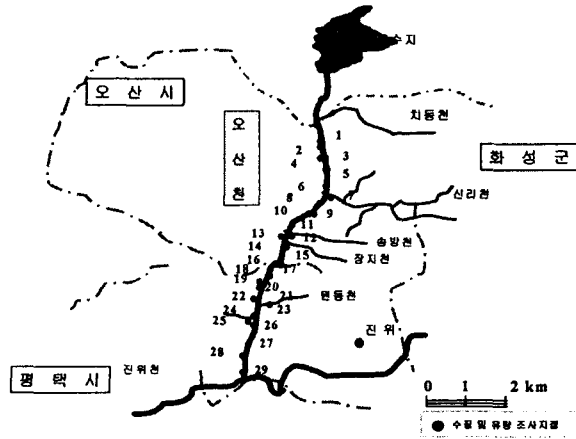 수지
오 산 시
치동천
오 산 천
1
2
3
4
5
화 성 군
6
8
신리천
9
10
11
13
12
송방천
14
15
장지천
16
17
18
19
20
21
22
원동천
23
24
25
26
진 위
27
28
29
진위천
평 택 시
0 1 2 km
수질 및 유량 조사지점